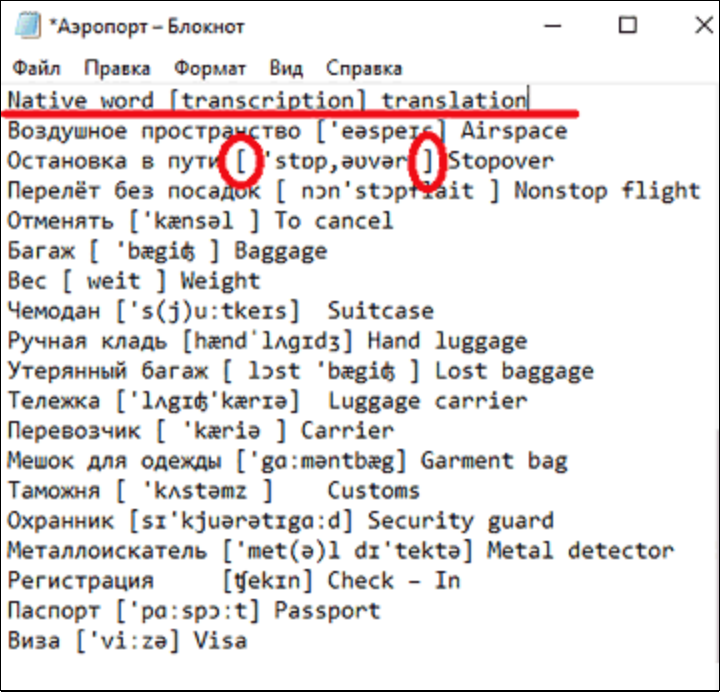 *Аэропорт – Блокнот
Файл Правка Формат Вид Справка
Native word [transcription] translation
Воздушное пространство ['eəspeɪs] Airspace
Остановка в пути [ 'stɒp,əʊvər ] Stopover
Перелёт без посадок [ nɔn'stɔpflait ] Nonstop flight
Отменять ['kænsəl ] To cancel
Багаж [ 'bægiʤ ] Baggage
Вес [ weit ] Weight
Чемодан ['s(j)u:tkeɪs] Suitcase
Ручная кладь [hændˈlʌgɪdʒ] Hand luggage
Утерянный багаж [ lɔst 'bægiʤ ] Lost baggage
Тележка ['lʌgɪʤ'kærɪə] Luggage carrier
Перевозчик [ 'kæriə ] Carrier
Мешок для одежды ['gɑ:məntbæg] Garment bag
Таможня [ 'kʌstəmz ] Customs
Охранник [sɪ'kjuərətɪgɑ:d] Security guard
Металлоискатель ['met(ə)l dɪ'tektə] Metal detector
Регистрация [ʧekɪn] Check – In
Паспорт ['pɑ:spɔ:t] Passport
Виза ['vi:zə] Visa